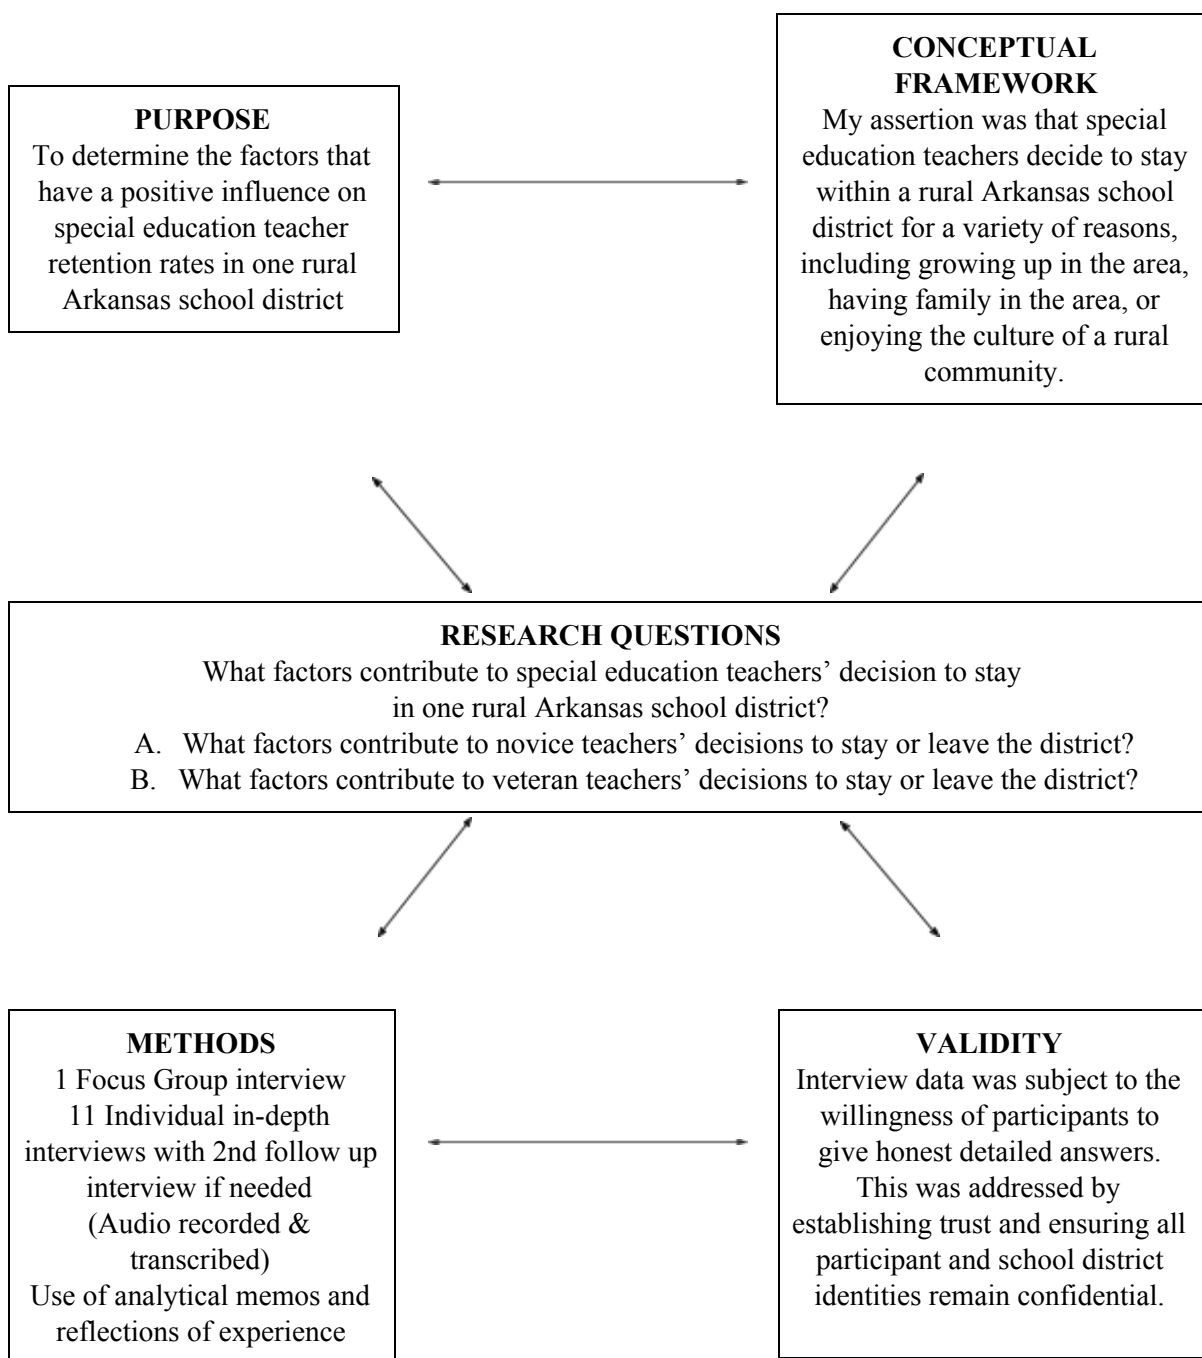 PURPOSE
To determine the factors that
have a positive influence on
special education teacher
retention rates in one rural
Arkansas school district
CONCEPTUAL
FRAMEWORK
My assertion was that special
education teachers decide to stay
within a rural Arkansas school
district for a variety of reasons,
including growing up in the area,
having family in the area, or
enjoying the culture of a rural
community.
RESEARCH QUESTIONS
What factors contribute to special education teachers’ decision to stay
in one rural Arkansas school district?
A. What factors contribute to novice teachers’ decisions to stay or leave the district?
B. What factors contribute to veteran teachers’ decisions to stay or leave the district?
METHODS
1 Focus Group interview
11 Individual in-depth
interviews with 2nd follow up
interview if needed
(Audio recorded &
transcribed)
Use of analytical memos and
reflections of experience
VALIDITY
Interview data was subject to the
willingness of participants to
give honest detailed answers.
This was addressed by
establishing trust and ensuring all
participant and school district
identities remain confidential.